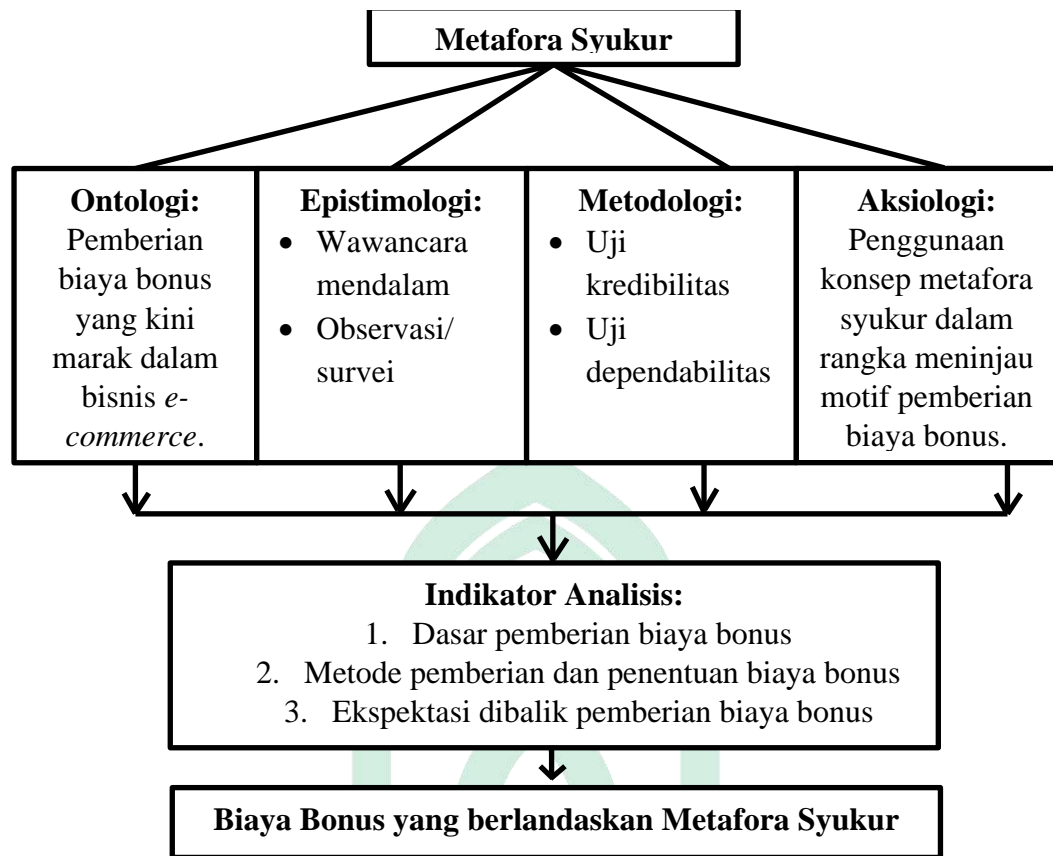 Metafora Syukur
Ontologi:
Pemberian
biaya bonus
yang kini
marak dalam
bisnis e-
commerce.
Epistimologi:
• Wawancara
mendalam
• Observasi/
survei
Metodologi:
• Uji
kredibilitas
• Uji
dependabilitas
Aksiologi:
Penggunaan
konsep metafora
syukur dalam
rangka meninjau
motif pemberian
biaya bonus.
Indikator Analisis:
1. Dasar pemberian biaya bonus
2. Metode pemberian dan penentuan biaya bonus
3. Ekspektasi dibalik pemberian biaya bonus
Biaya Bonus yang berlandaskan Metafora Syukur